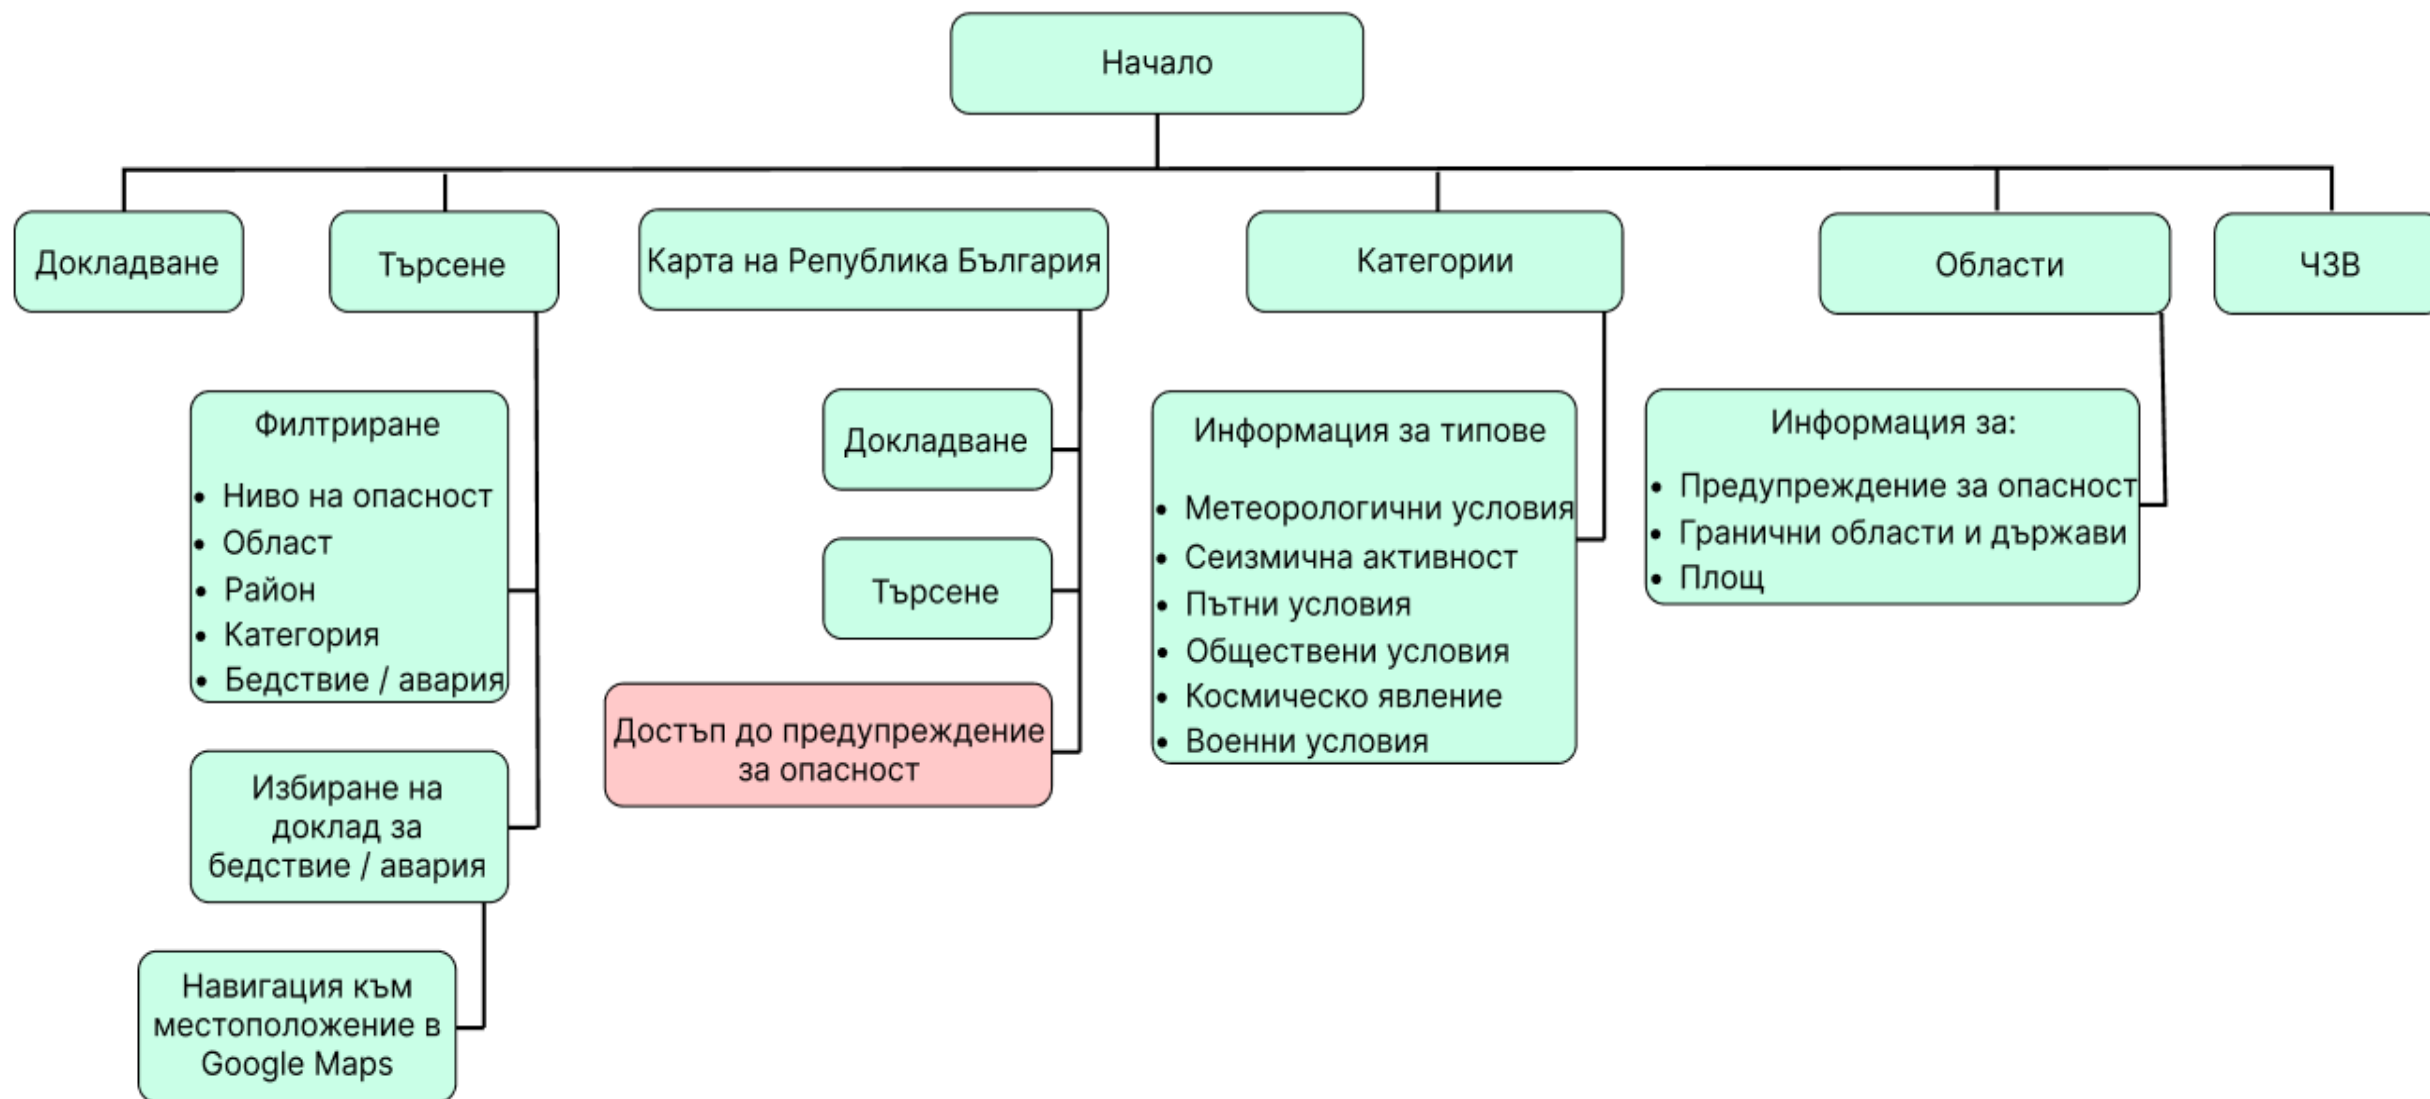 Начало
Докладване
Търсене
Карта на Република България
Категории
Области
ЧЗВ
Филтриране
• Ниво на опасност
• Област
• Район
• Категория
• Бедствие / авария
Избиране на
доклад за
бедствие / авария
Навигация към
местоположение в
Google Maps
Докладване
Търсене
Достъп до предупреждение
за опасност
Информация за типове
• Метеорологични условия
• Сеизмична активност
• Пътни условия
• Обществени условия
• Космическо явление
• Военни условия
Информация за:
• Предупреждение за опасност
• Гранични области и държави
• Площ